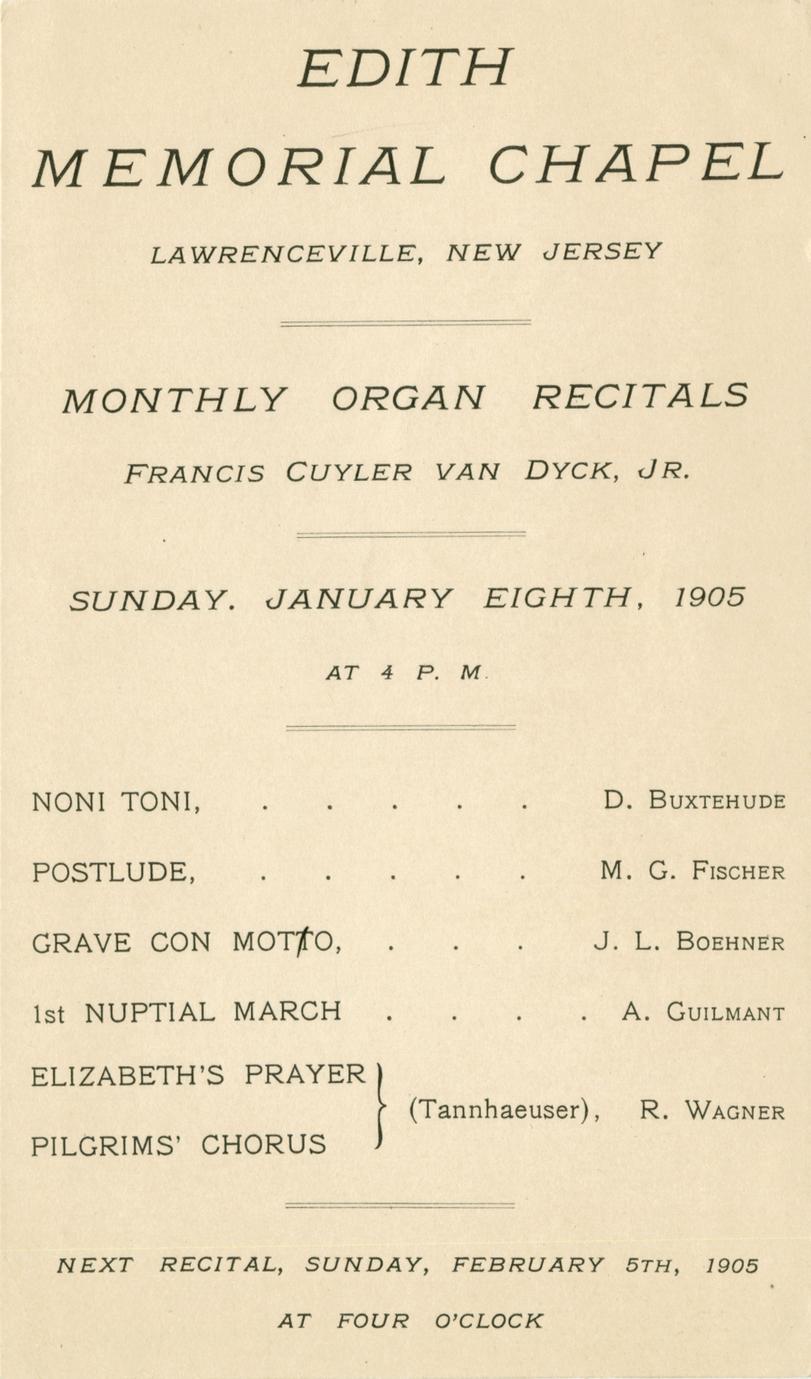 EDITH
MEMORIAL CHAPEL
LAWRENCEVILLE, NEW JERSEY
MONTHLY ORGAN RECITALS
FRANCIS CUYLER VAN DYCK, JR.
SUNDAY. JANUARY EIGHTH, 1905
AT 4 P. M.
NONI TONI, . . . . . D. BUXTEHUDE
POSTLUDE, . . . . . M. G. FISCHER
GRAVE CON MOTTO, . . . J. L. BOEHNER
1st NUPTIAL MARCH . . . . A. GUILMANT
ELIZABETH'S PRAYER
(Tannhaeuser), R. WAGNER
PILGRIMS' CHORUS
NEXT RECITAL, SUNDAY, FEBRUARY 5TH, 1905
AT FOUR O'CLOCK